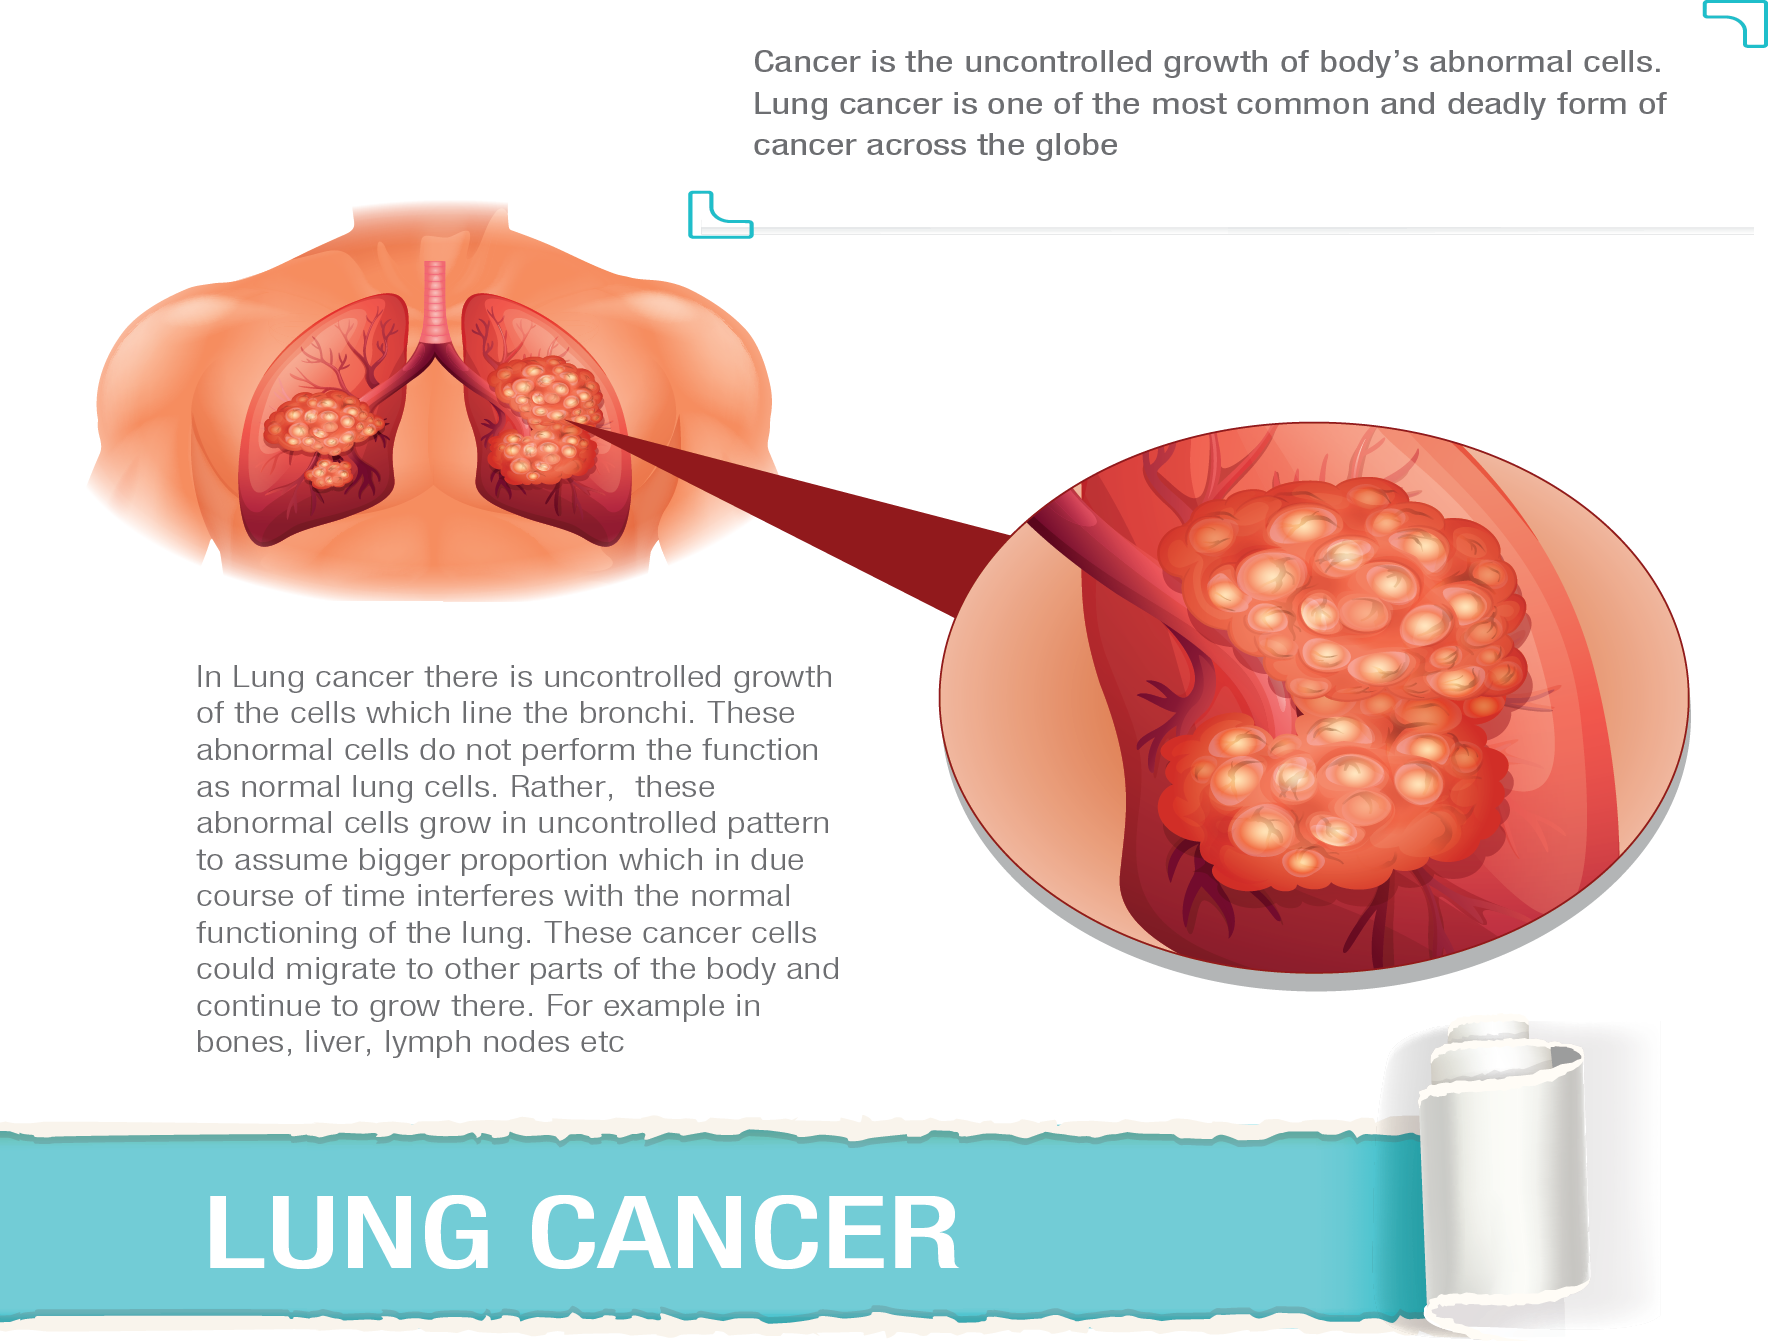 Cancer is the uncontrolled growth of body’s abnormal cells.
Lung cancer is one of the most common and deadly form of
cancer across the globe
In Lung cancer there is uncontrolled growth
of the cells which line the bronchi. These
abnormal cells do not perform the function
as normal lung cells. Rather,  these
abnormal cells grow in uncontrolled pattern
to assume bigger proportion which in due
course of time interferes with the normal
functioning of the lung. These cancer cells
could migrate to other parts of the body and
continue to grow there. For example in
bones, liver, lymph nodes etc
LUNG CANCER